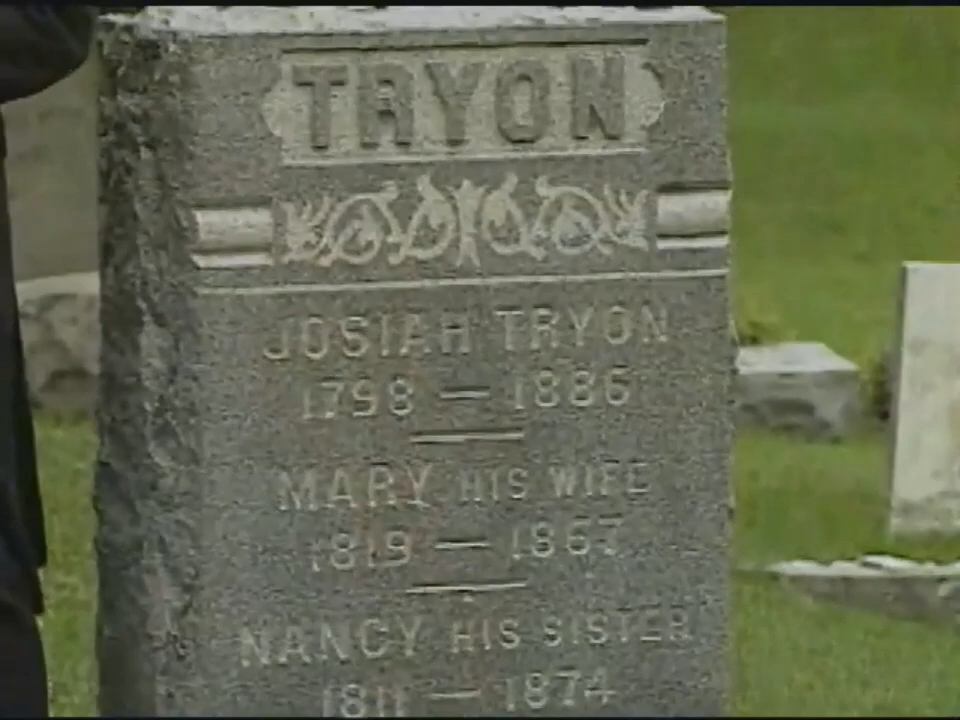 TRYON
JOSIAH TRYON
1798 — 1886
MARY HIS WIFE
1819 — 1867
NANCY HIS SISTER
1811 — 1874